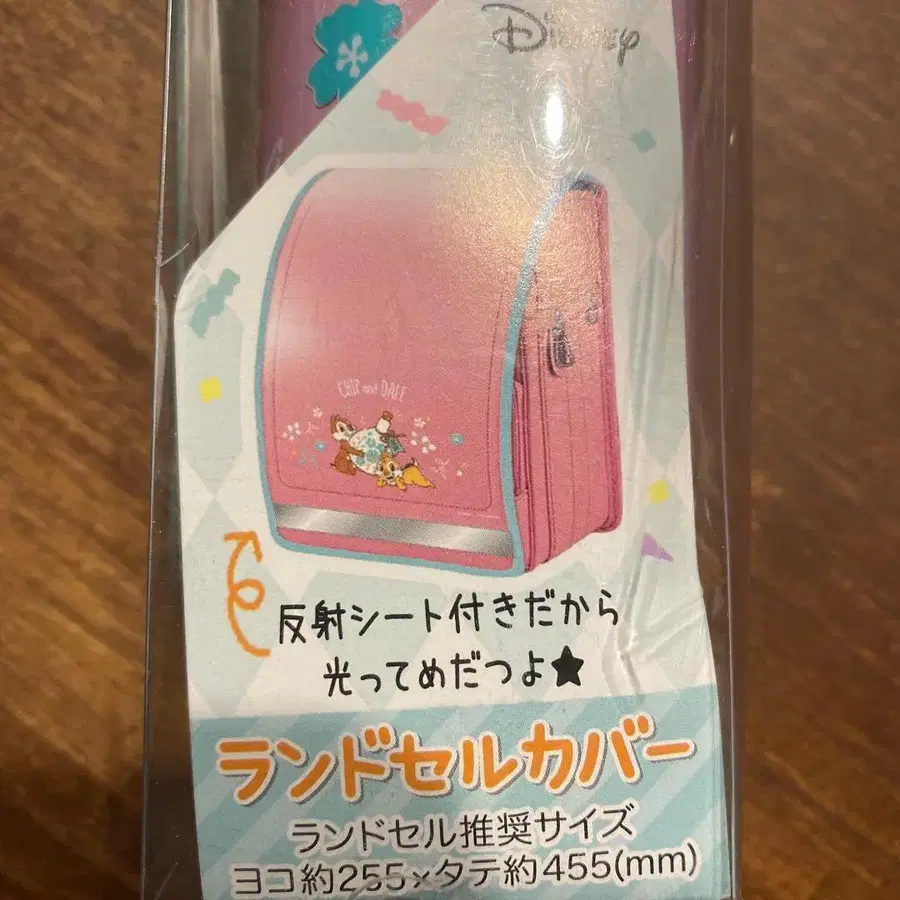 Disney
CHIP and DALE
反射シート付きだから
光ってめだつよ★
ランドセルカバー
ランドセル推奨サイズ
ヨコ約255×タテ約455(mm)